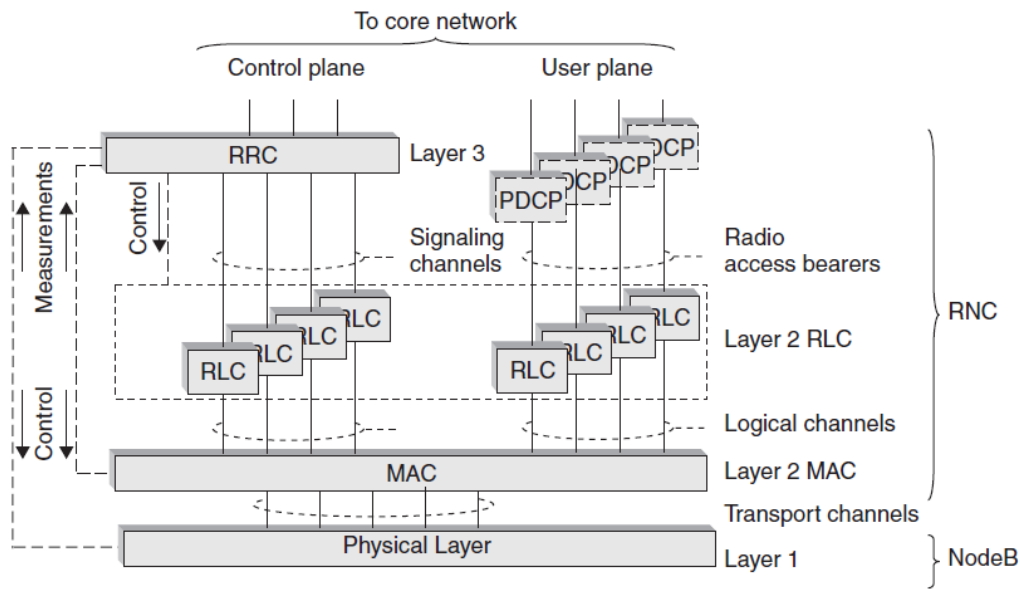 To core network
Control plane
User plane
RRC
Layer 3
PDCP
DCP
DCP
DCP
Measurements
Control
Signaling
channels
Radio
access bearers
RLC
RLC
RLC
RLC
RLC
RLC
RLC
RLC
Layer 2 RLC
RNC
Control
Logical channels
MAC
Layer 2 MAC
Transport channels
Physical Layer
Layer 1
NodeB